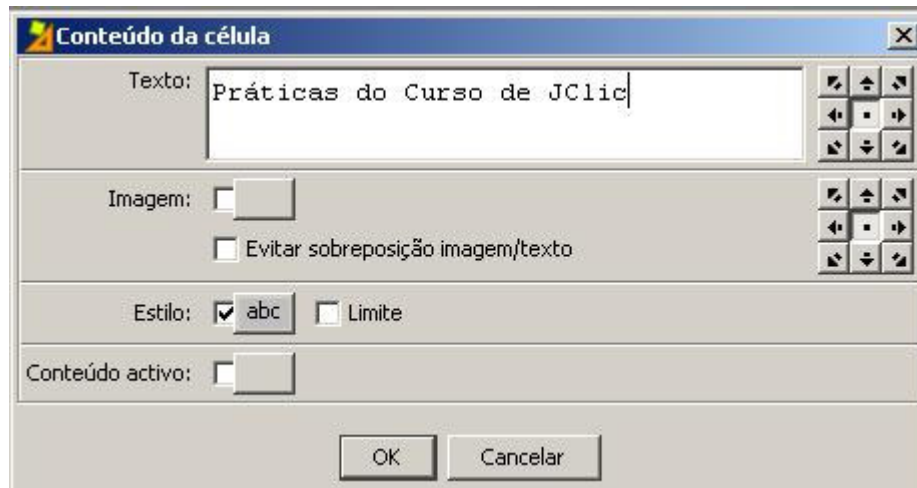 Conteúdo da célula
Texto:
Práticas do Curso de JClic
Imagem:
Evitar sobreposição imagem/texto
Estilo: abc Limite
Conteúdo activo:
OK Cancelar